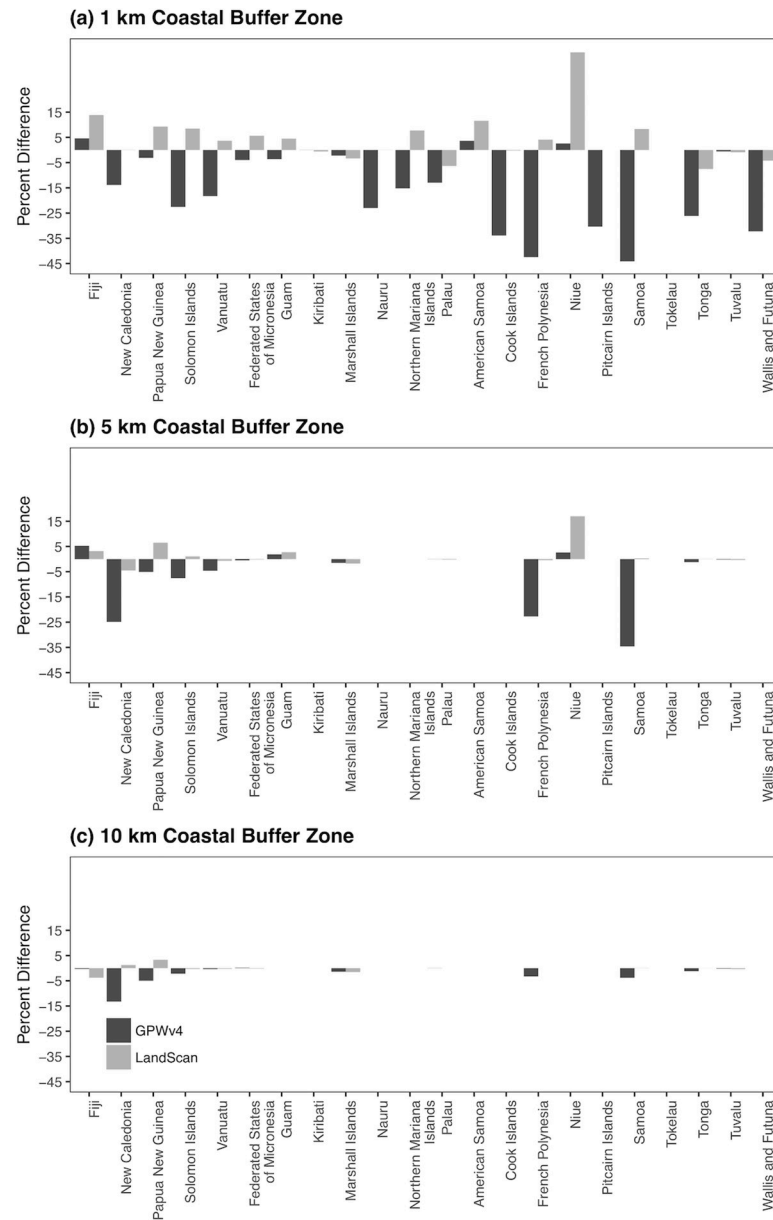 (a) 1 km Coastal Buffer Zone
Percent Difference
15
5
−5
−15
−25
−35
−45
Fiji
New Caledonia
Papua New Guinea
Solomon Islands
Vanuatu
Federated States
of Micronesia
Guam
Kiribati
Marshall Islands
Nauru
Northern Mariana
Islands
Palau
American Samoa
Cook Islands
French Polynesia
Niue
Pitcairn Islands
Samoa
Tokelau
Tonga
Tuvalu
Wallis and Futuna
(b) 5 km Coastal Buffer Zone
Percent Difference
15
5
−5
−15
−25
−35
−45
Fiji
New Caledonia
Papua New Guinea
Solomon Islands
Vanuatu
Federated States
of Micronesia
Guam
Kiribati
Marshall Islands
Nauru
Northern Mariana
Islands
Palau
American Samoa
Cook Islands
French Polynesia
Niue
Pitcairn Islands
Samoa
Tokelau
Tonga
Tuvalu
Wallis and Futuna
(c) 10 km Coastal Buffer Zone
Percent Difference
15
5
−5
−15
−25
−35
−45
GPWv4
LandScan
Fiji
New Caledonia
Papua New Guinea
Solomon Islands
Vanuatu
Federated States
of Micronesia
Guam
Kiribati
Marshall Islands
Nauru
Northern Mariana
Islands
Palau
American Samoa
Cook Islands
French Polynesia
Niue
Pitcairn Islands
Samoa
Tokelau
Tonga
Tuvalu
Wallis and Futuna